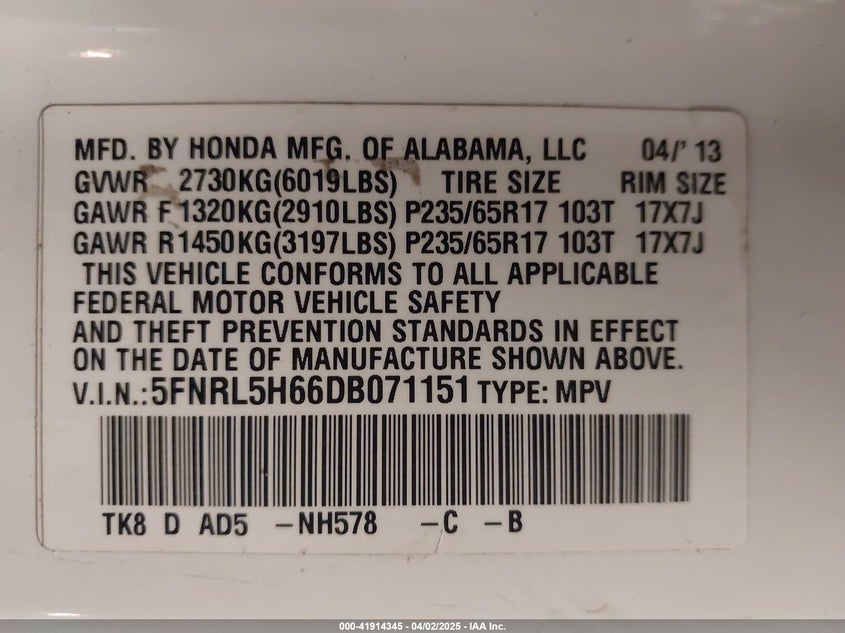 MFD. BY HONDA MFG. OF ALABAMA, LLC 04/' 13
GVWR 2730KG(6019LBS) TIRE SIZE RIM SIZE
GAWR F 1320KG(2910LBS) P235/65R17 103T 17X7J
GAWR R1450KG(3197LBS) P235/65R17 103T 17X7J
THIS VEHICLE CONFORMS TO ALL APPLICABLE
FEDERAL MOTOR VEHICLE SAFETY
AND THEFT PREVENTION STANDARDS IN EFFECT
ON THE DATE OF MANUFACTURE SHOWN ABOVE.
V.I.N.:5FNRL5H66DB071151 TYPE: MPV
TK8 D AD5 –NH578 –C –B
000-41914345 - 04/02/2025 - IAA Inc.